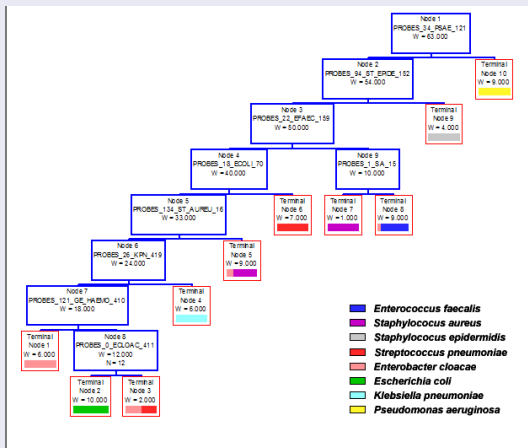 Node 1
PROBES_34_PSAE_121
W = 63.000
Node 2
PROBES_94_ST_EPIDE_152
W = 54.000
Terminal
Node 10
W = 9.000
Node 3
PROBES_22_EFAEC_139
W = 50.000
Terminal
Node 9
W = 4.000
Node 4
PROBES_18_ECOLI_70
W = 40.000
Node 9
PROBES_1_SA_15
W = 10.000
Node 5
PROBES_134_ST_AUREU_16
W = 33.000
Terminal
Node 6
W = 7.000
Terminal
Node 7
W = 1.000
Terminal
Node 8
W = 9.000
Node 6
PROBES_26_KPN_419
W = 24.000
Terminal
Node 5
W = 9.000
Node 7
PROBES_121_GE_HAEMO_410
W = 18.000
Terminal
Node 4
W = 6.000
Terminal
Node 1
W = 6.000
Node 8
PROBES_0_ECLOAC_411
W = 12.000
N = 12
Terminal
Node 2
W = 10.000
Terminal
Node 3
W = 2.000
Enterococcus faecalis
Staphylococus aureus
Staphylococcus epidermidis
Streptococcus pneumoniae
Enterobacter cloacae
Escherichia coli
Klebsiella pneumoniae
Pseudomonas aeruginosa